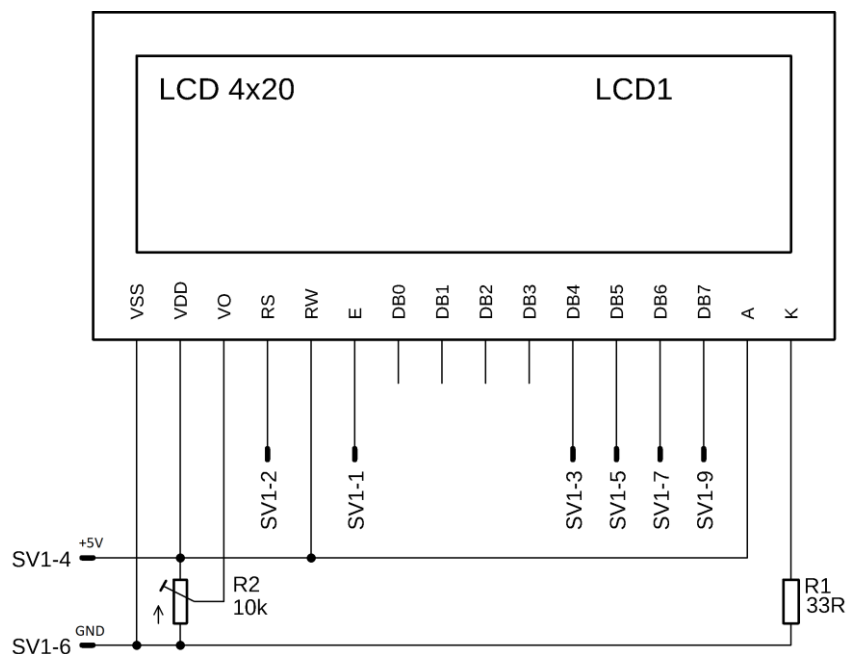 LCD 4x20 LCD1
VSS VDD VO RS RW E DB0 DB1 DB2 DB3 DB4 DB5 DB6 DB7 A K
SV1-2 SV1-1 SV1-3 SV1-5 SV1-7 SV1-9
+5V
SV1-4
R2
10k
R1
33R
GND
SV1-6